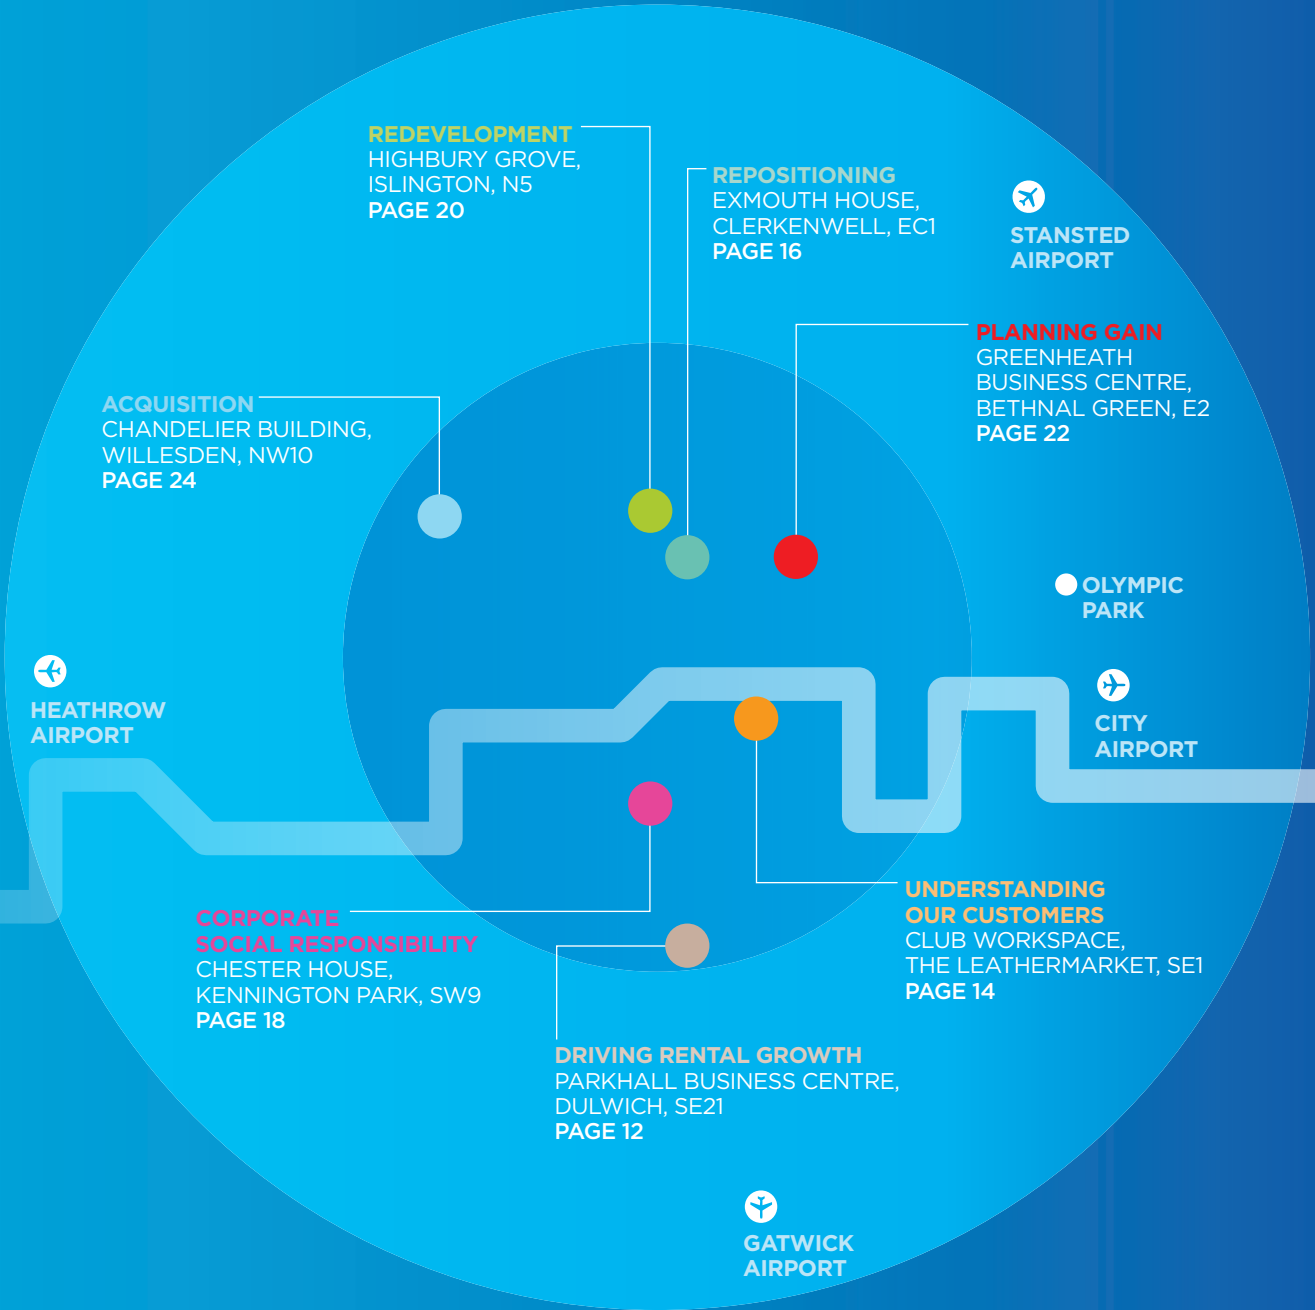 REDEVELOPMENT
HIGHBURY GROVE,
ISLINGTON, N5
PAGE 20
REPOSITIONING
EXMOUTH HOUSE,
CLERKENWELL, EC1
PAGE 16
STANSTED
AIRPORT
PLANNING GAIN
GREENHEATH
BUSINESS CENTRE,
BETHNAL GREEN, E2
PAGE 22
ACQUISITION
CHANDELIER BUILDING,
WILLESDEN, NW10
PAGE 24
OLYMPIC
PARK
HEATHROW
AIRPORT
CITY
AIRPORT
UNDERSTANDING
OUR CUSTOMERS
CLUB WORKSPACE,
THE LEATHERMARKET, SE1
PAGE 14
CORPORATE
SOCIAL RESPONSIBILITY
CHESTER HOUSE,
KENNINGTON PARK, SW9
PAGE 18
DRIVING RENTAL GROWTH
PARKHALL BUSINESS CENTRE,
DULWICH, SE21
PAGE 12
GATWICK
AIRPORT